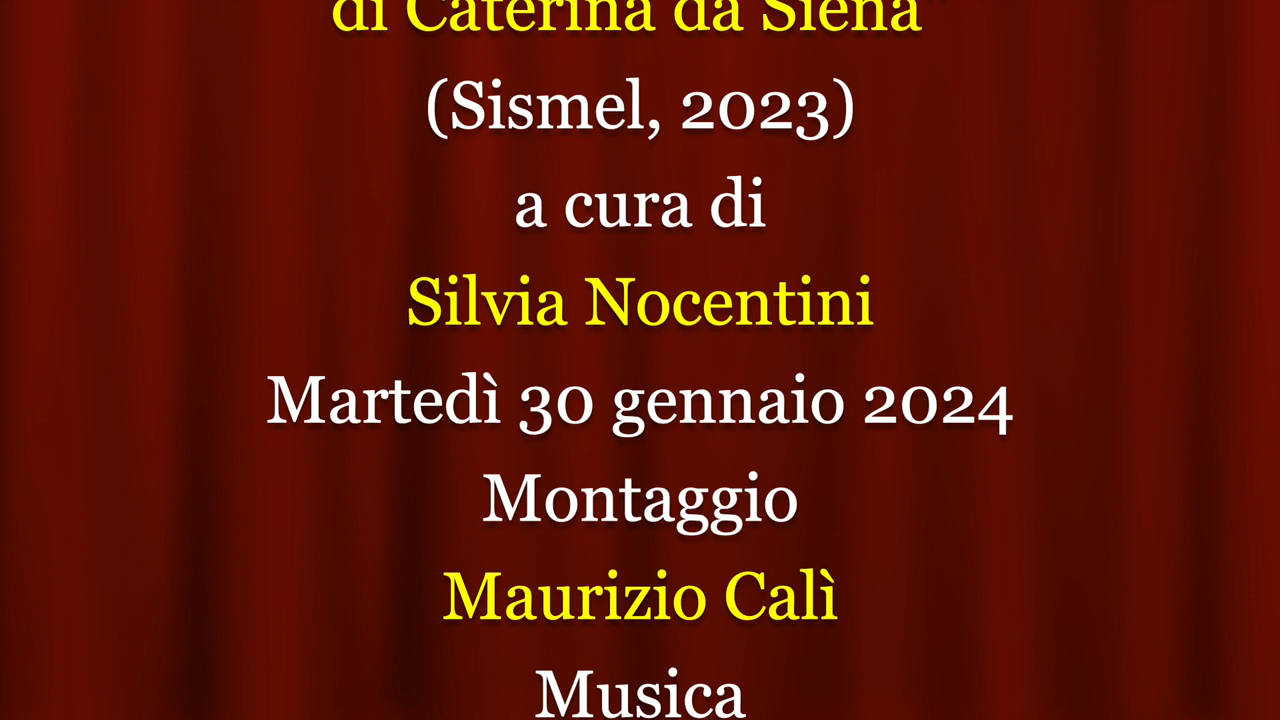 di Caterina da Siena"
(Sismel, 2023)
a cura di
Silvia Nocentini
Martedì 30 gennaio 2024
Montaggio
Maurizio Calì
Musica